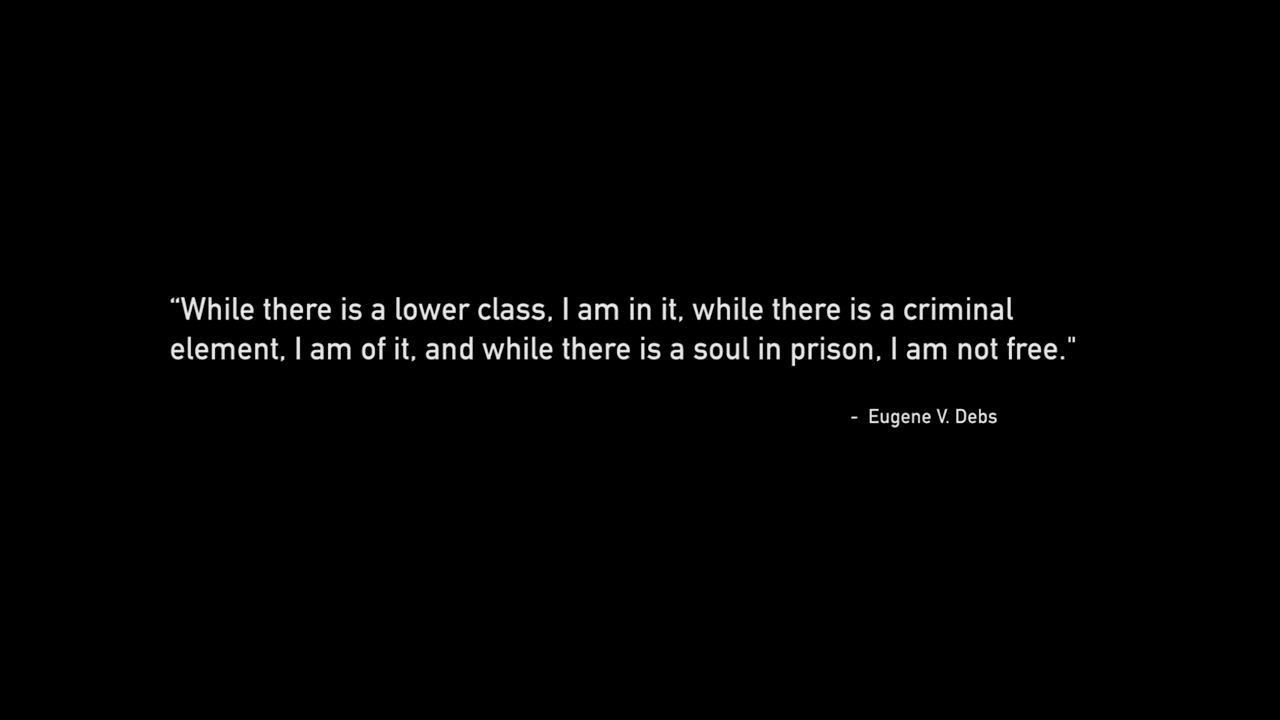 “While there is a lower class, I am in it, while there is a criminal
element, I am of it, and while there is a soul in prison, I am not free."
- Eugene V. Debs